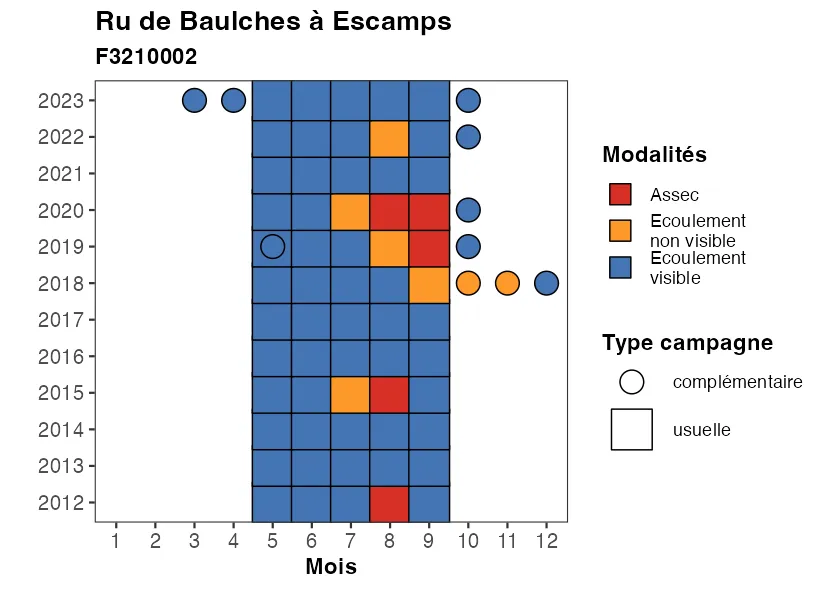 Ru de Baulches à Escamps
F3210002
2023
2022
2021
2020
2019
2018
2017
2016
2015
2014
2013
2012
1 2 3 4 5 6 7 8 9 10 11 12
Mois
Modalités
Assec
Ecoulement
non visible
Ecoulement
visible
Type campagne
complémentaire
usuelle